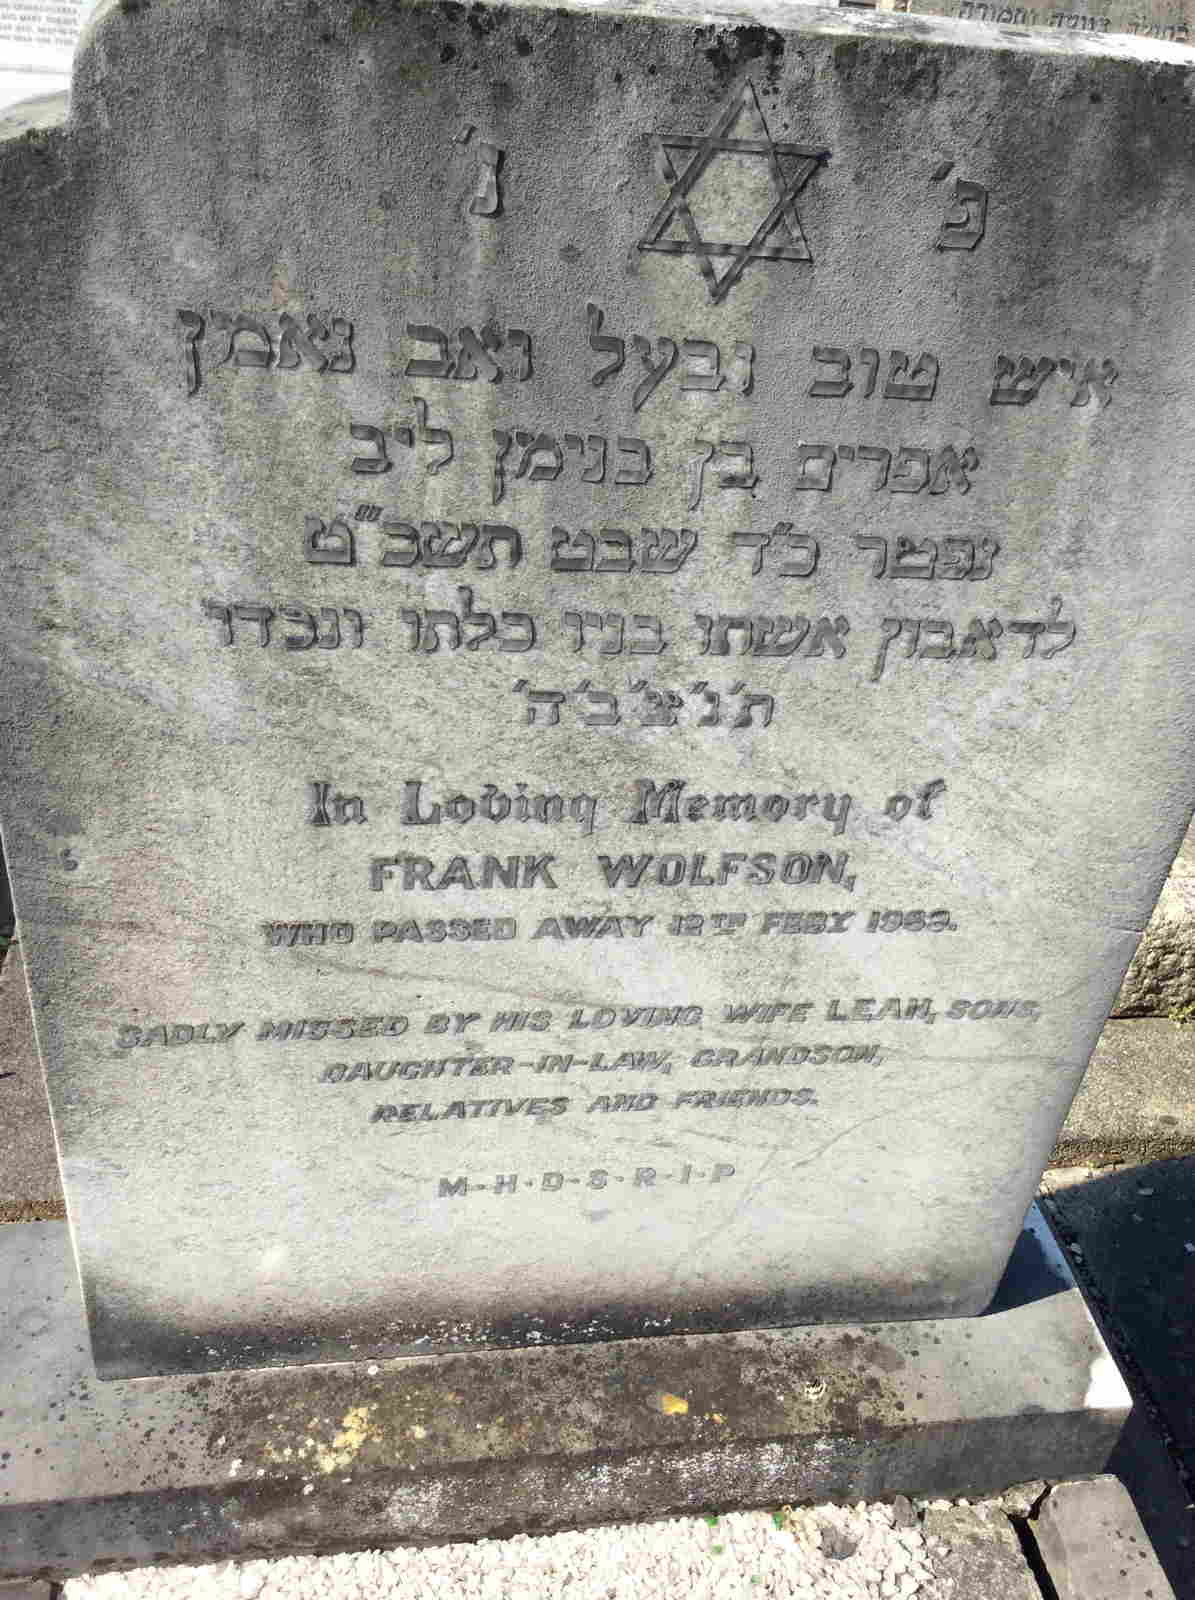 פ' נ'
איש טוב ובעל ואב נאמין
אפרים בן בנימן ליב
נפטר כ"ד שבט תשכ"ט
לדאבון אשתו בניו כלתו ונכדו
ת'נ'צ'ב'ה'
In Loving Memory of
FRANK WOLFSON,
WHO PASSED AWAY 12TH FEBY 1969.
SADLY MISSED BY HIS LOVING WIFE LEAH, SONS,
DAUGHTER-IN-LAW, GRANDSON,
RELATIVES AND FRIENDS.
M-H-D-S-R-I-P